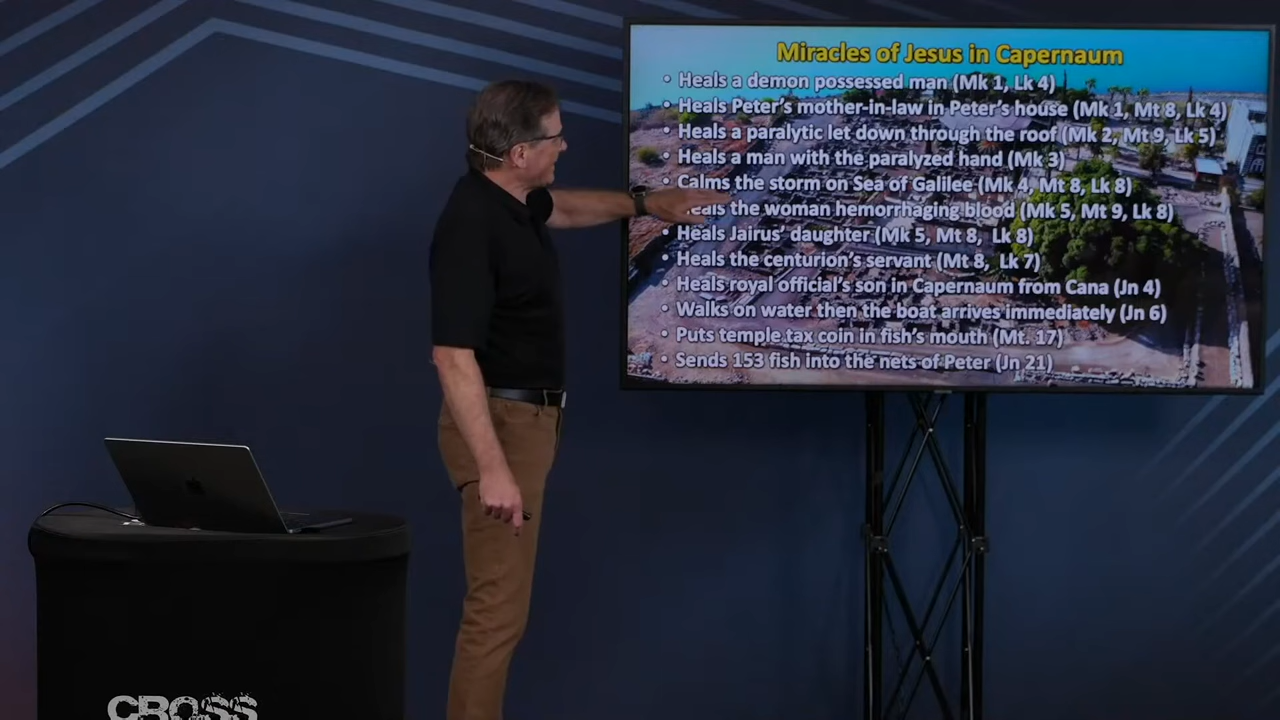 Miracles of Jesus in Capernaum
• Heals a demon possessed man (Mk 1, Lk 4)
• Heals Peter's mother-in-law in Peter's house (Mk 1, Mt 8, Lk 4)
• Heals a paralytic let down through the roof (Mk 2, Mt 9, Lk 5)
• Heals a man with the paralyzed hand (Mk 3)
• Calms the storm on Sea of Galilee (Mk 4, Mt 8, Lk 8)
eals the woman hemorrhaging blood (Mk 5, Mt 9, Lk 8)
• Heals Jairus' daughter (Mk 5, Mt 8, Lk 8)
• Heals the centurion's servant (Mt 8, Lk 7)
• Heals royal official's son in Capernaum from Cana (Jn 4)
• Walks on water then the boat arrives immediately (Jn 6)
• Puts temple tax coin in fish's mouth (Mt. 17)
• Sends 153 fish into the nets of Peter (Jn 21)
CROSS